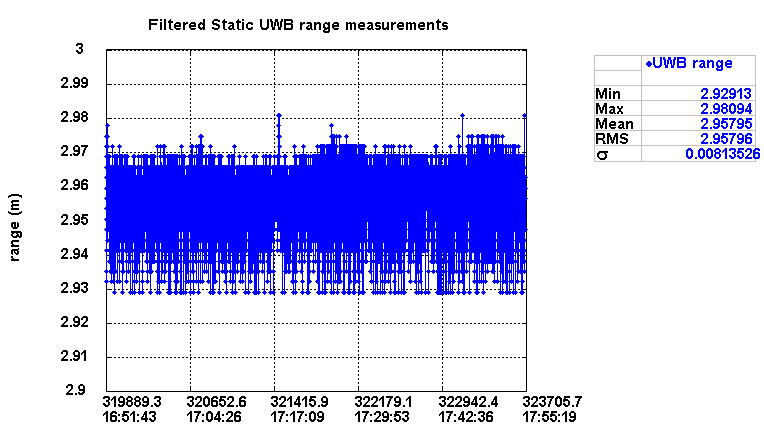 Filtered Static UWB range measurements
3
2.99
2.98
2.97
2.96
2.95
2.94
2.93
2.92
2.91
2.9
range (m)
319889.3 320652.6 321415.9 322179.1 322942.4 323705.7
16:51:43 17:04:26 17:17:09 17:29:53 17:42:36 17:55:19
UWB range
Min 2.92913
Max 2.98094
Mean 2.95795
RMS 2.95796
σ 0.00813526